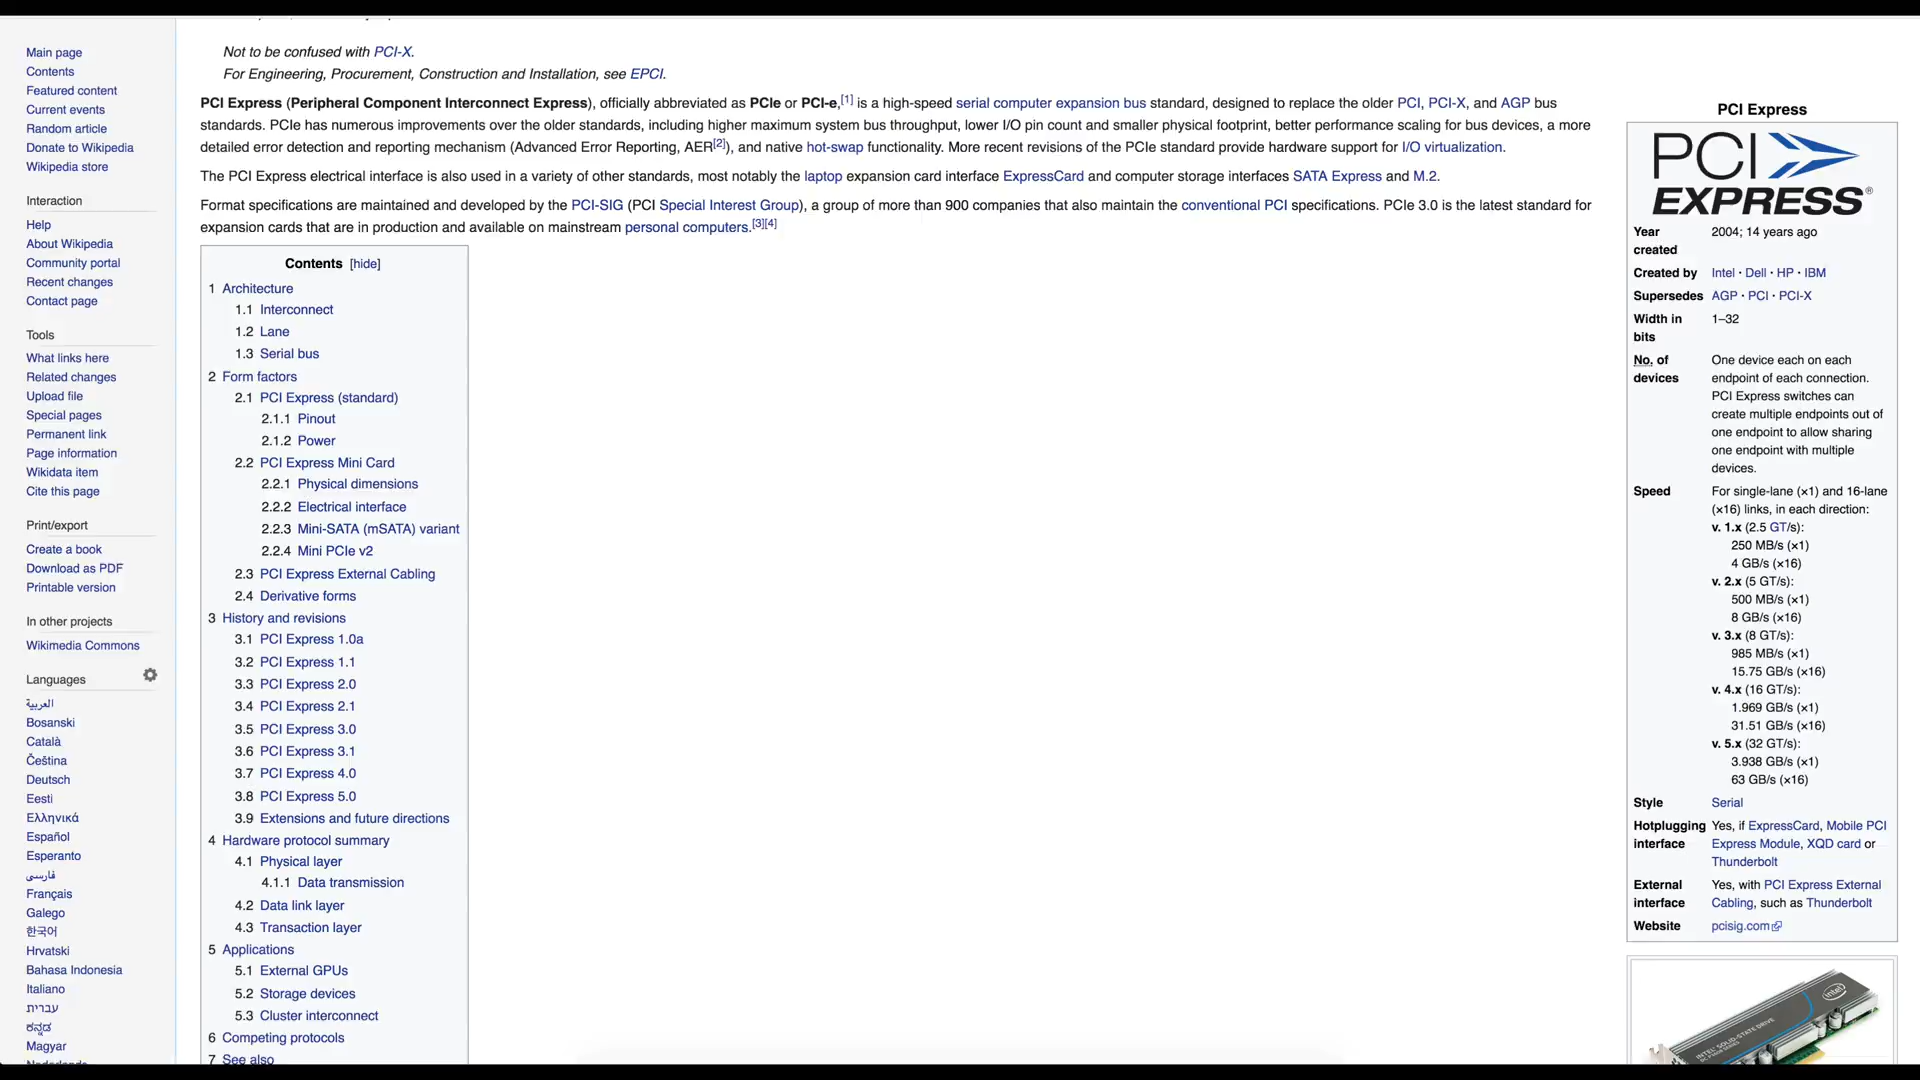 Main page
Contents
Featured content
Current events
Random article
Donate to Wikipedia
Wikipedia store
Interaction
Help
About Wikipedia
Community portal
Recent changes
Contact page
Tools
What links here
Related changes
Upload file
Special pages
Permanent link
Page information
Wikidata item
Cite this page
Print/export
Create a book
Download as PDF
Printable version
In other projects
Wikimedia Commons
Languages
العربية
Bosanski
Català
Čeština
Deutsch
Eesti
Ελληνικά
Español
Esperanto
فارسی
Français
Galego
한국어
Hrvatski
Bahasa Indonesia
Italiano
עברית
ಕನ್ನಡ
Magyar
Not to be confused with PCI-X.
For Engineering, Procurement, Construction and Installation, see EPCI.
PCI Express (Peripheral Component Interconnect Express), officially abbreviated as PCIe or PCI-e,[1] is a high-speed serial computer expansion bus standard, designed to replace the older PCI, PCI-X, and AGP bus
standards. PCIe has numerous improvements over the older standards, including higher maximum system bus throughput, lower I/O pin count and smaller physical footprint, better performance scaling for bus devices, a more
detailed error detection and reporting mechanism (Advanced Error Reporting, AER[2]), and native hot-swap functionality. More recent revisions of the PCIe standard provide hardware support for I/O virtualization.
The PCI Express electrical interface is also used in a variety of other standards, most notably the laptop expansion card interface ExpressCard and computer storage interfaces SATA Express and M.2.
Format specifications are maintained and developed by the PCI-SIG (PCI Special Interest Group), a group of more than 900 companies that also maintain the conventional PCI specifications. PCIe 3.0 is the latest standard for
expansion cards that are in production and available on mainstream personal computers.[3][4]
Contents [hide]
1 Architecture
1.1 Interconnect
1.2 Lane
1.3 Serial bus
2 Form factors
2.1 PCI Express (standard)
2.1.1 Pinout
2.1.2 Power
2.2 PCI Express Mini Card
2.2.1 Physical dimensions
2.2.2 Electrical interface
2.2.3 Mini-SATA (mSATA) variant
2.2.4 Mini PCIe v2
2.3 PCI Express External Cabling
2.4 Derivative forms
3 History and revisions
3.1 PCI Express 1.0a
3.2 PCI Express 1.1
3.3 PCI Express 2.0
3.4 PCI Express 2.1
3.5 PCI Express 3.0
3.6 PCI Express 3.1
3.7 PCI Express 4.0
3.8 PCI Express 5.0
3.9 Extensions and future directions
4 Hardware protocol summary
4.1 Physical layer
4.1.1 Data transmission
4.2 Data link layer
4.3 Transaction layer
5 Applications
5.1 External GPUs
5.2 Storage devices
5.3 Cluster interconnect
6 Competing protocols
7 See also
PCI Express
PCI
EXPRESS®
Year 2004; 14 years ago
created
Created by Intel · Dell · HP · IBM
Supersedes AGP · PCI · PCI-X
Width in 1–32
bits
No. of One device each on each
devices endpoint of each connection.
PCI Express switches can
create multiple endpoints out of
one endpoint to allow sharing
one endpoint with multiple
devices.
Speed For single-lane (×1) and 16-lane
(×16) links, in each direction:
v. 1.x (2.5 GT/s):
250 MB/s (×1)
4 GB/s (×16)
v. 2.x (5 GT/s):
500 MB/s (×1)
8 GB/s (×16)
v. 3.x (8 GT/s):
985 MB/s (×1)
15.75 GB/s (×16)
v. 4.x (16 GT/s):
1.969 GB/s (×1)
31.51 GB/s (×16)
v. 5.x (32 GT/s):
3.938 GB/s (×1)
63 GB/s (×16)
Style Serial
Hotplugging Yes, if ExpressCard, Mobile PCI
interface Express Module, XQD card or
Thunderbolt
External Yes, with PCI Express External
interface Cabling, such as Thunderbolt
Website pcisig.com
intel
INTEL SOLID-STATE DRIVE